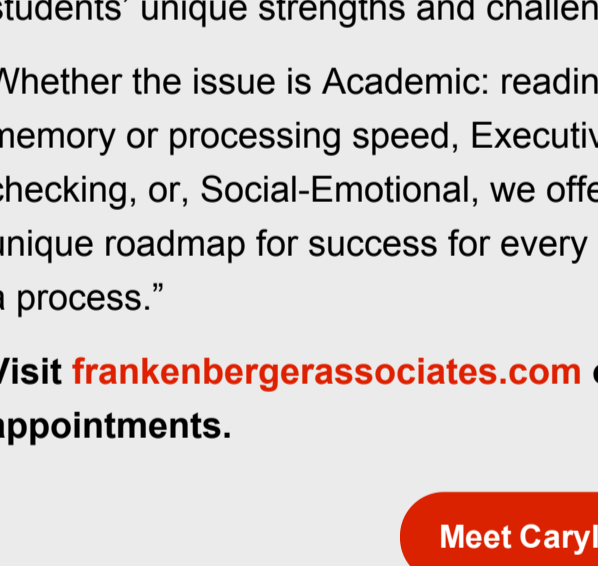 students' unique strengths and challen
Whether the issue is Academic: readin
memory or processing speed, Executiv
checking, or, Social-Emotional, we offe
unique roadmap for success for every
a process.”
Visit frankenbergerassociates.com
appointments.
Meet Caryl